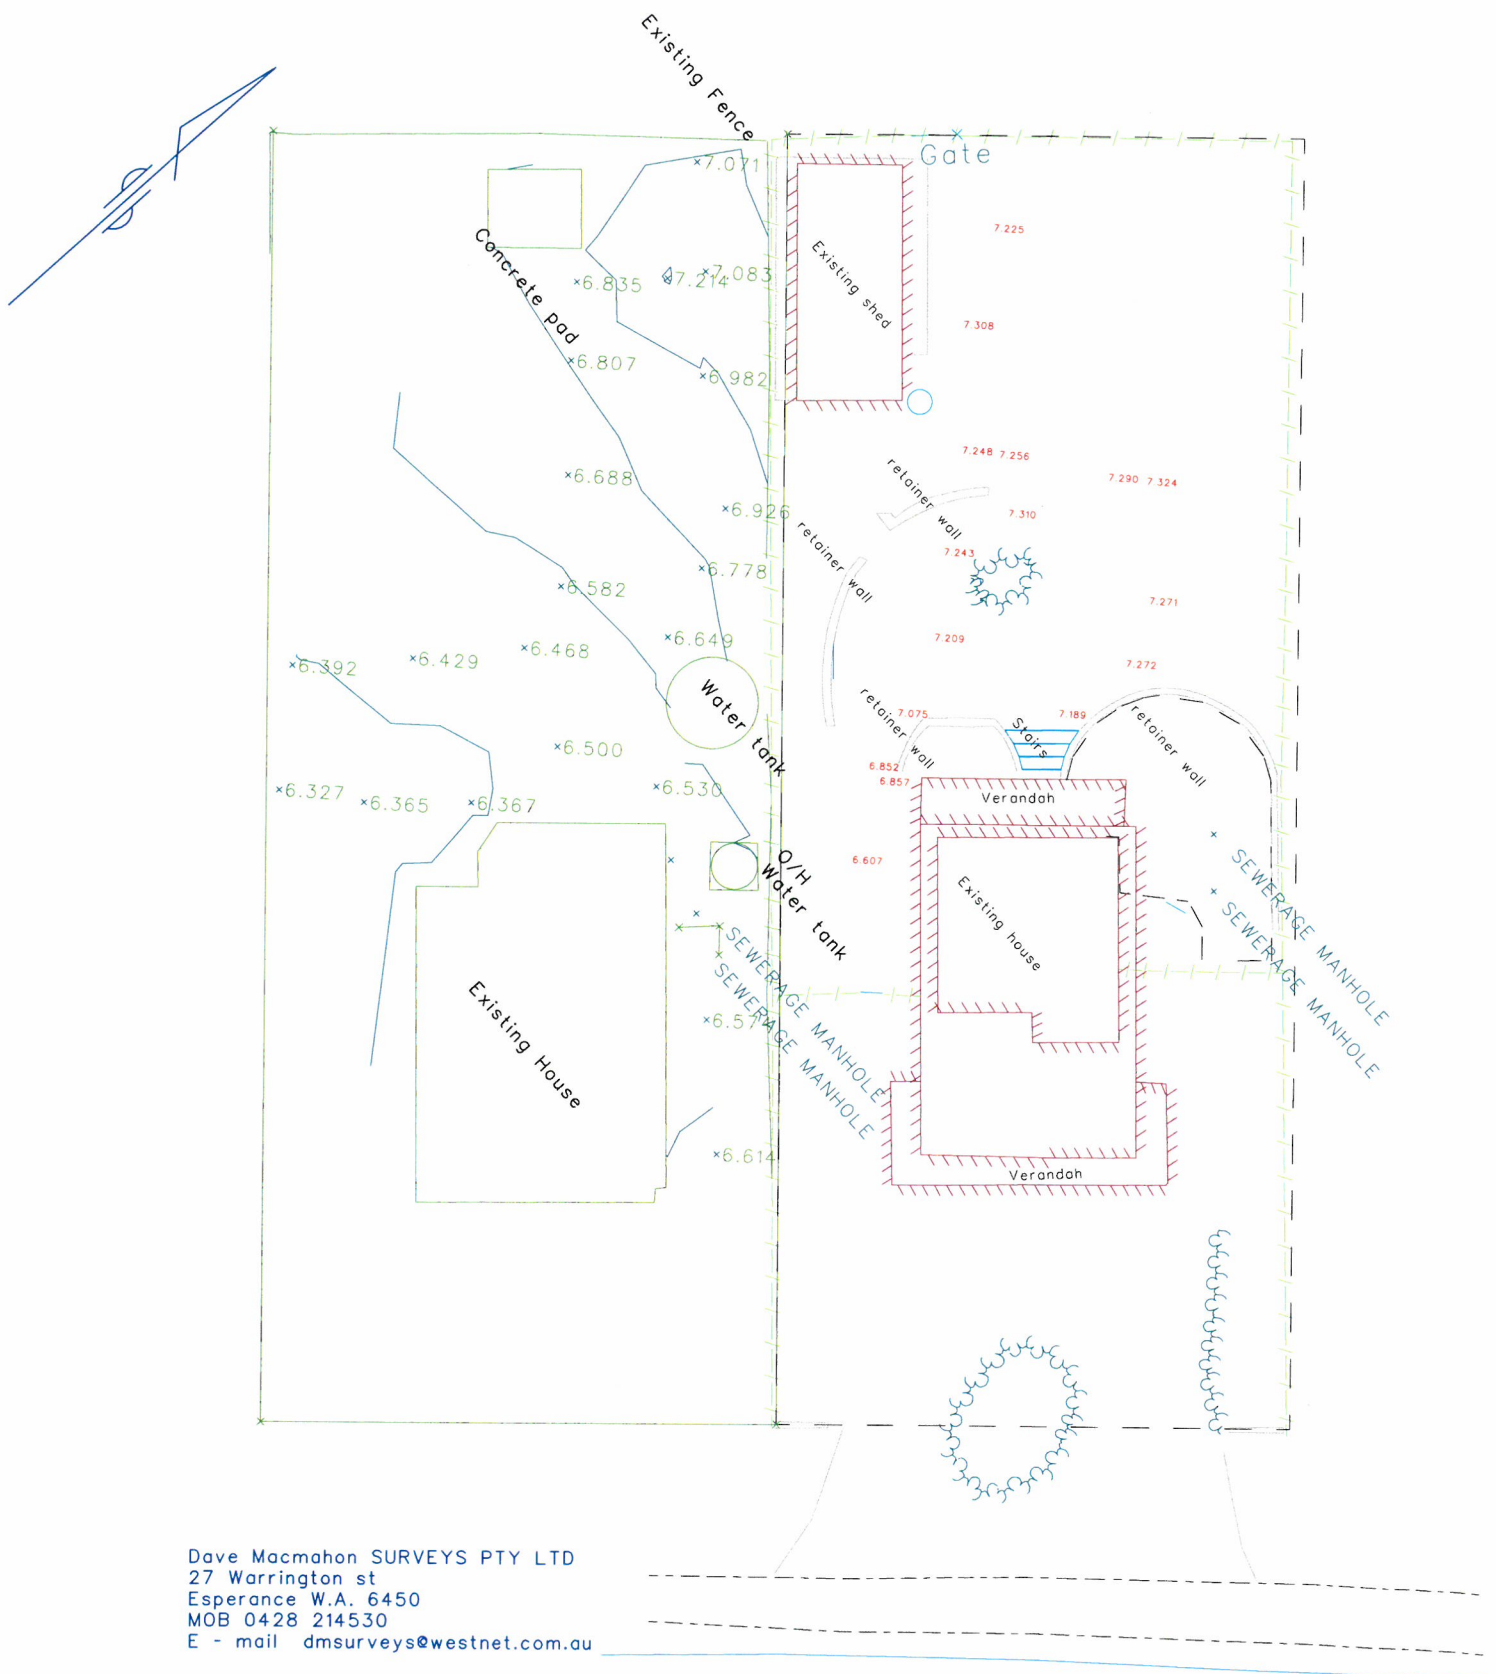 Existing Fence
Gate
7.071
7.225
Concrete pad
6.835
7.214
7.083
Existing shed
7.308
6.807
6.982
6.688
6.926
retainer wall
7.248
7.256
7.290
7.324
7.310
retainer wall
7.243
6.778
6.582
7.271
6.649
7.209
6.392
6.429
6.468
7.272
Water tank
retainer wall
7.075
Stairs
7.189
retainer wall
6.500
6.852
6.857
6.327
6.365
6.367
6.530
Verandah
6.607
O/H
Water tank
Existing house
SEWERAGE MANHOLE
SEWERAGE MANHOLE
SEWERAGE MANHOLE
SEWERAGE MANHOLE
Existing House
6.614
Verandah
Dave Macmahon SURVEYS PTY LTD
27 Warrington st
Esperance W.A. 6450
MOB 0428 214530
E - mail dmsurveys@westnet.com.au